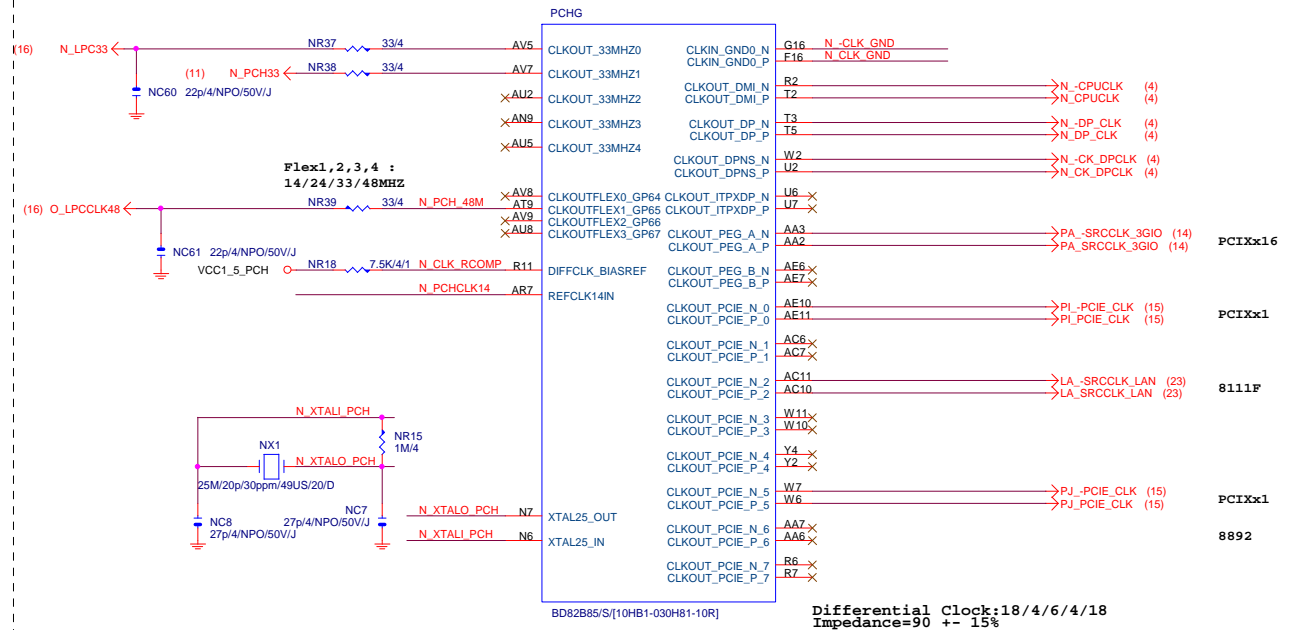 PCHG
(16) N_LPC33
NR37 33/4
AV5 CLKOUT_33MHZ0
(11) N_PCH33
NR38 33/4
AV7 CLKOUT_33MHZ1
NC60 22p/4/NPO/50V/J
AU2 CLKOUT_33MHZ2
AN9 CLKOUT_33MHZ3
AU5 CLKOUT_33MHZ4
Flex1,2,3,4 :
14/24/33/48MHZ
AV8 CLKOUTFLEX0_GP64
(16) O_LPCCLK48
NR39 33/4 N_PCH_48M
AT9 CLKOUTFLEX1_GP65
AV9 CLKOUTFLEX2_GP66
AU8 CLKOUTFLEX3_GP67
NC61 22p/4/NPO/50V/J
VCC1_5_PCH
NR18 7.5K/4/1 N_CLK_RCOMP
R11 DIFFCLK_BIASREF
N_PCHCLK14
AR7 REFCLK14IN
N_XTALI_PCH
NR15
1M/4
NX1
N_XTALO_PCH
25M/20p/30ppm/49US/20/D
NC8
27p/4/NPO/50V/J
NC7
27p/4/NPO/50V/J
N_XTALO_PCH N7 XTAL25_OUT
N_XTALI_PCH N6 XTAL25_IN
CLKIN_GND0_N G16 N_-CLK_GND
CLKIN_GND0_P F16 N_CLK_GND
CLKOUT_DMI_N R2 N_-CPUCLK (4)
CLKOUT_DMI_P T2 N_CPUCLK (4)
CLKOUT_DP_N T3 N_-DP_CLK (4)
CLKOUT_DP_P T5 N_DP_CLK (4)
CLKOUT_DPNS_N W2 N_-CK_DPCLK (4)
CLKOUT_DPNS_P U2 N_CK_DPCLK (4)
CLKOUT_ITPXDP_N U6
CLKOUT_ITPXDP_P U7
CLKOUT_PEG_A_N AA3 PA_-SRCCLK_3GIO (14)
CLKOUT_PEG_A_P AA2 PA_SRCCLK_3GIO (14)
PCIXx16
CLKOUT_PEG_B_N AE6
CLKOUT_PEG_B_P AE7
CLKOUT_PCIE_N_0 AE10 PI_-PCIE_CLK (15)
CLKOUT_PCIE_P_0 AE11 PI_PCIE_CLK (15)
PCIXx1
CLKOUT_PCIE_N_1 AC6
CLKOUT_PCIE_P_1 AC7
CLKOUT_PCIE_N_2 AC11 LA_-SRCCLK_LAN (23)
CLKOUT_PCIE_P_2 AC10 LA_SRCCLK_LAN (23)
8111F
CLKOUT_PCIE_N_3 W11
CLKOUT_PCIE_P_3 W10
CLKOUT_PCIE_N_4 Y4
CLKOUT_PCIE_P_4 Y2
CLKOUT_PCIE_N_5 W7 PJ_-PCIE_CLK (15)
CLKOUT_PCIE_P_5 W6 PJ_PCIE_CLK (15)
PCIXx1
CLKOUT_PCIE_N_6 AA7
CLKOUT_PCIE_P_6 AA6
8892
CLKOUT_PCIE_N_7 R6
CLKOUT_PCIE_P_7 R7
BD82B85/S/[10HB1-030H81-10R]
Differential Clock:18/4/6/4/18
Impedance=90 +- 15%